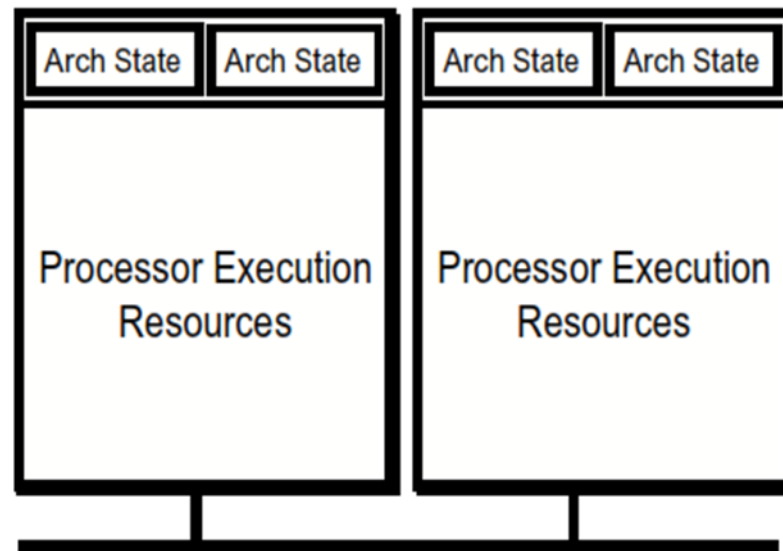 Arch State Arch State Arch State Arch State
Processor Execution Processor Execution
Resources Resources